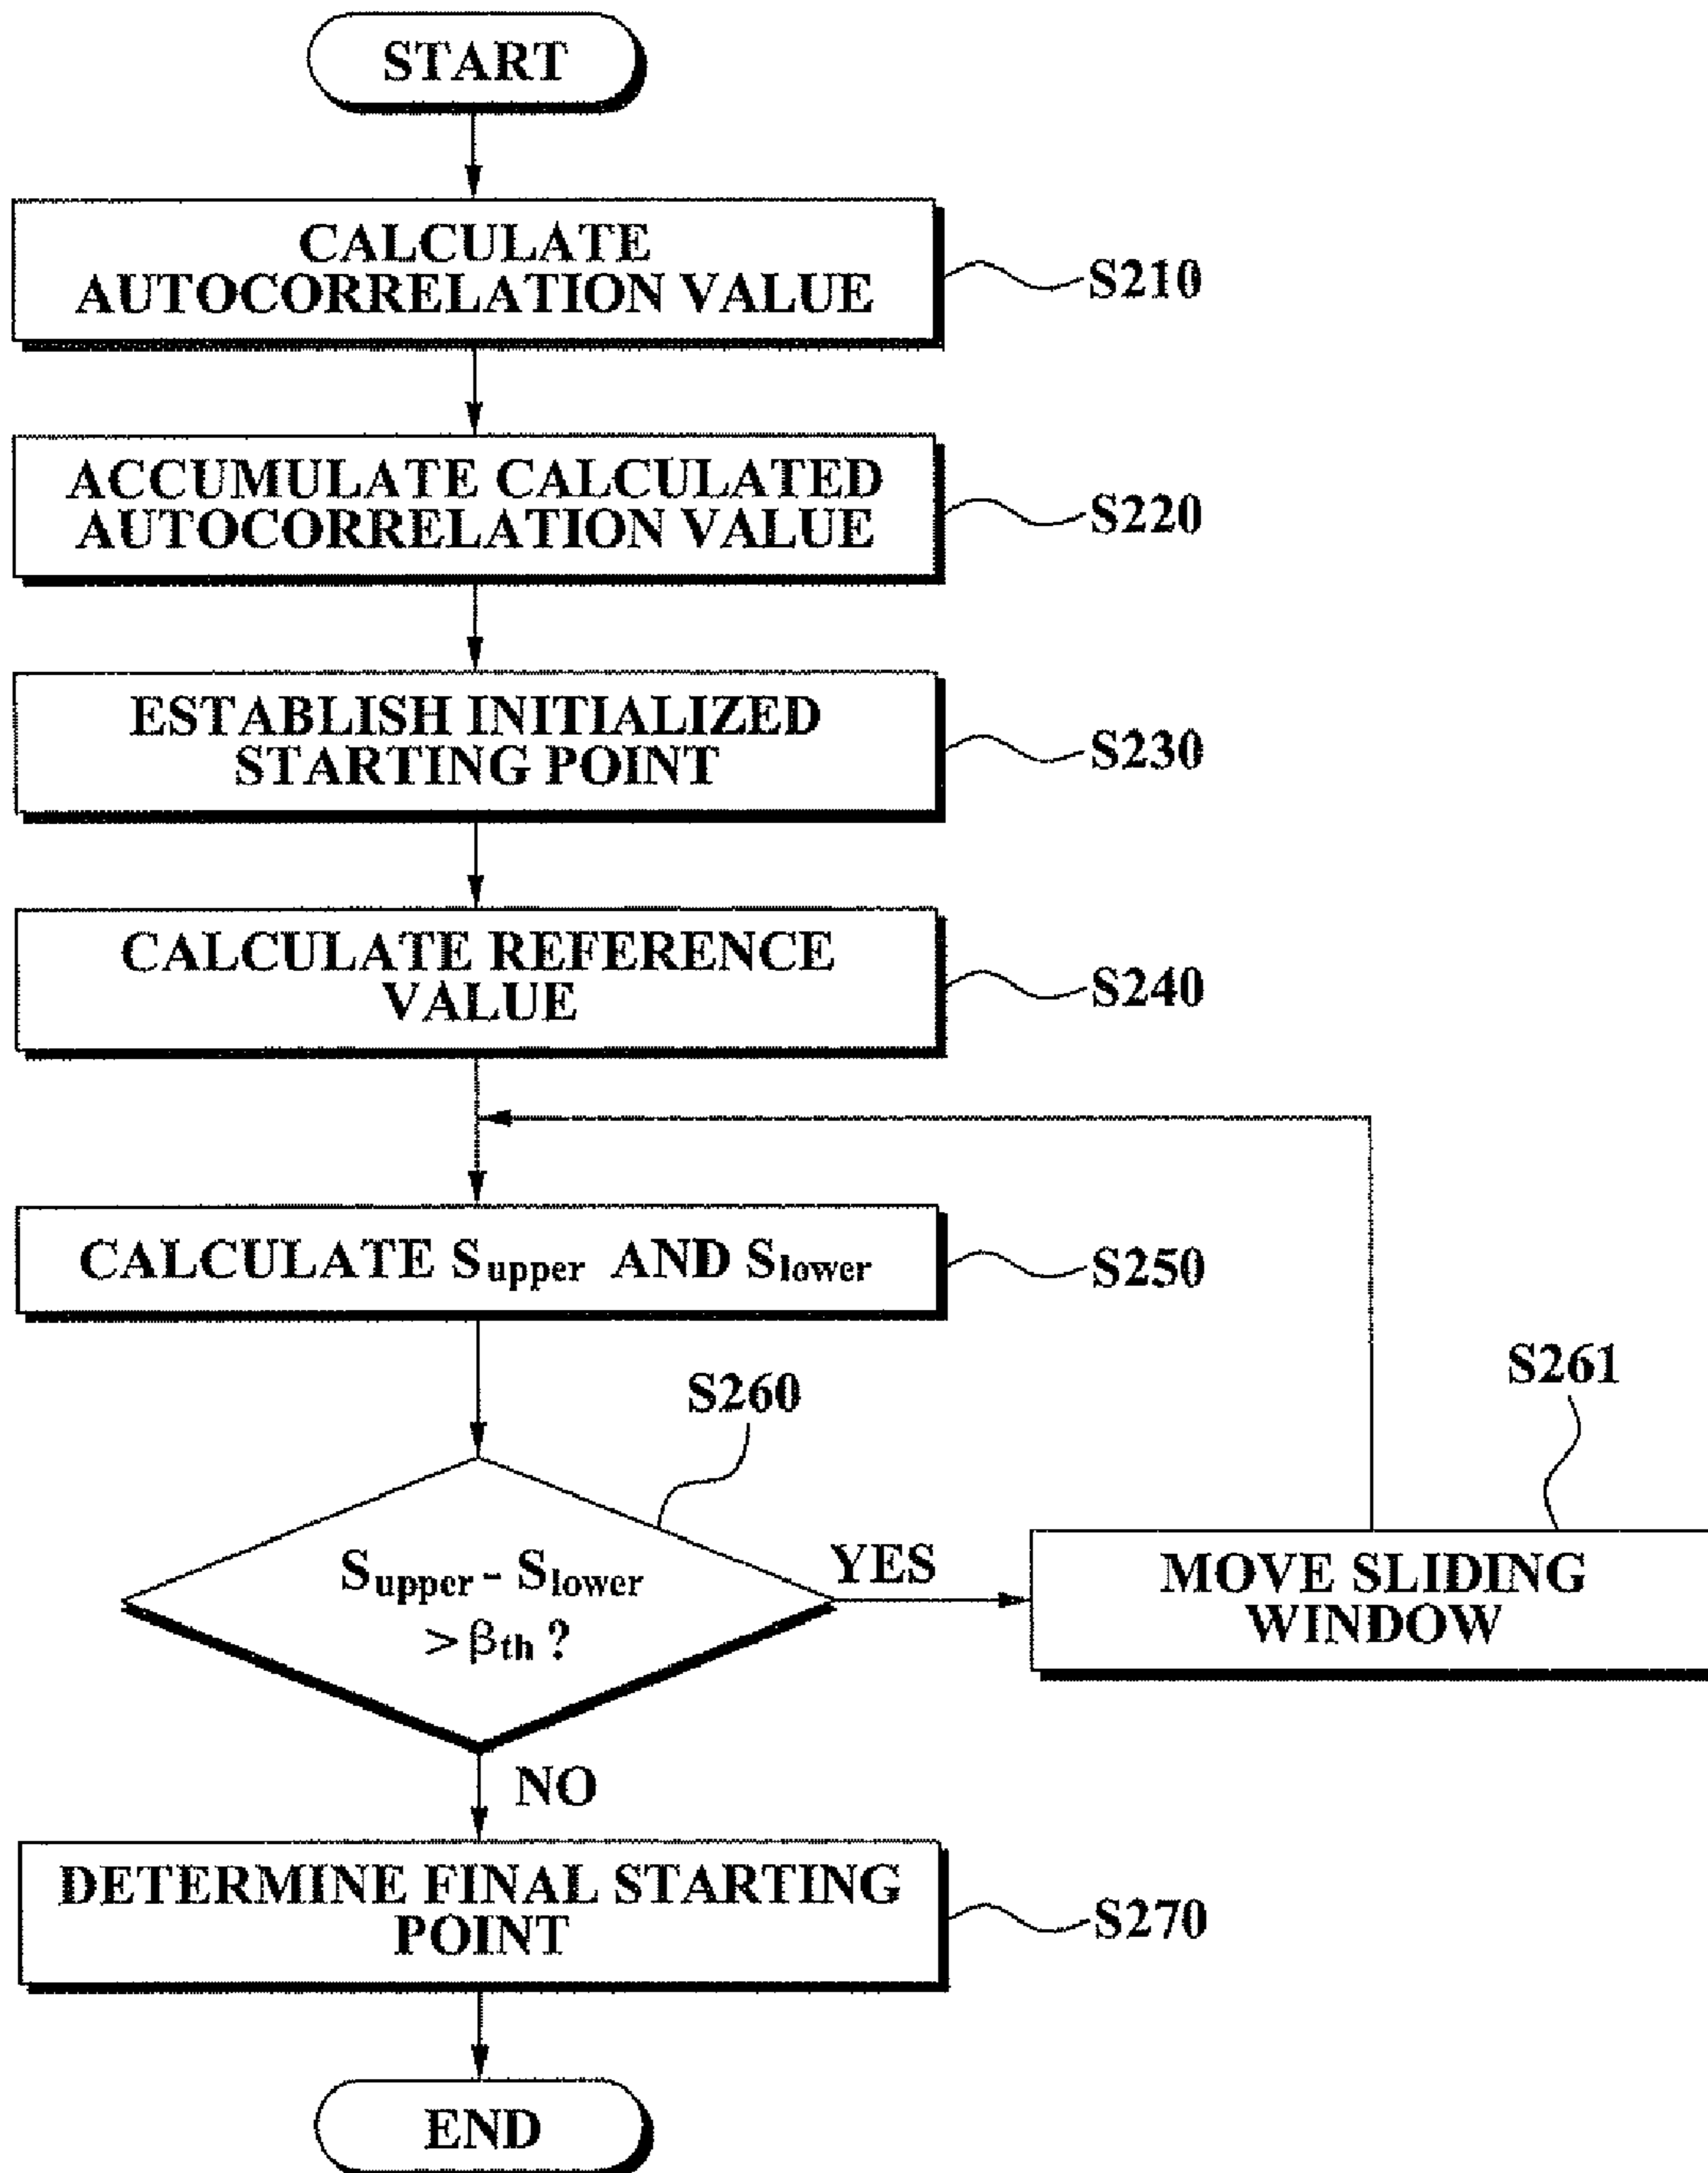 START
CALCULATE
AUTOCORRELATION VALUE
S210
ACCUMULATE CALCULATED
AUTOCORRELATION VALUE
S220
ESTABLISH INITIALIZED
STARTING POINT
S230
CALCULATE REFERENCE
VALUE
S240
CALCULATE Supper AND Slower
S250
S260
Supper - Slower
> βth ?
YES
S261
MOVE SLIDING
WINDOW
NO
DETERMINE FINAL STARTING
POINT
S270
END